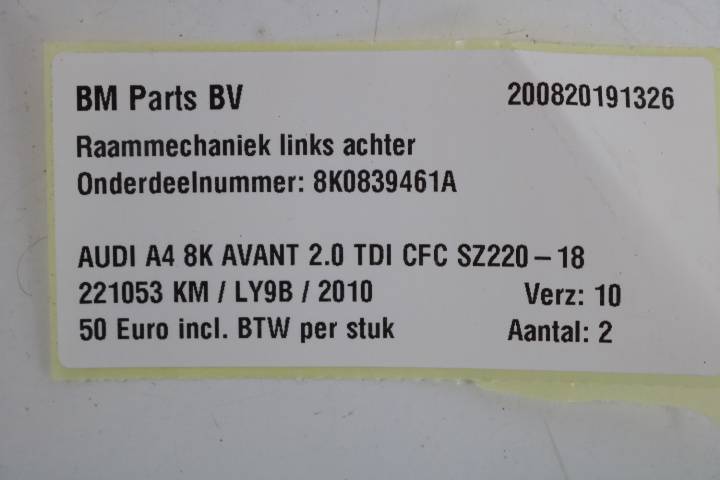 BM Parts BV 200820191326
Raammechaniek links achter
Onderdeelnummer: 8K0839461A
AUDI A4 8K AVANT 2.0 TDI CFC SZ220-18
221053 KM / LY9B / 2010 Verz: 10
50 Euro incl. BTW per stuk Aantal: 2